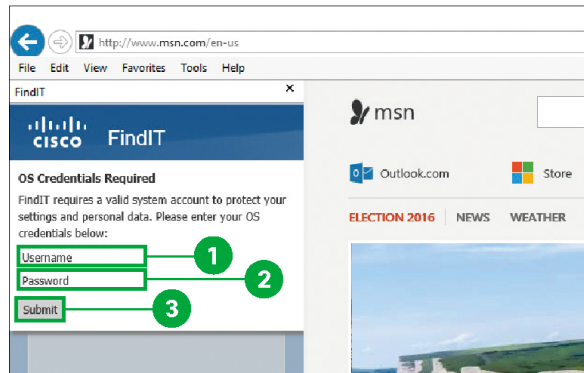 http://www.msn.com/en-us
File Edit View Favorites Tools Help
FindIT ×
cisco FindIT
OS Credentials Required
FindIT requires a valid system account to protect your
settings and personal data. Please enter your OS
credentials below:
Username 1
Password 2
Submit 3
msn
Outlook.com Store
ELECTION 2016 NEWS WEATHER